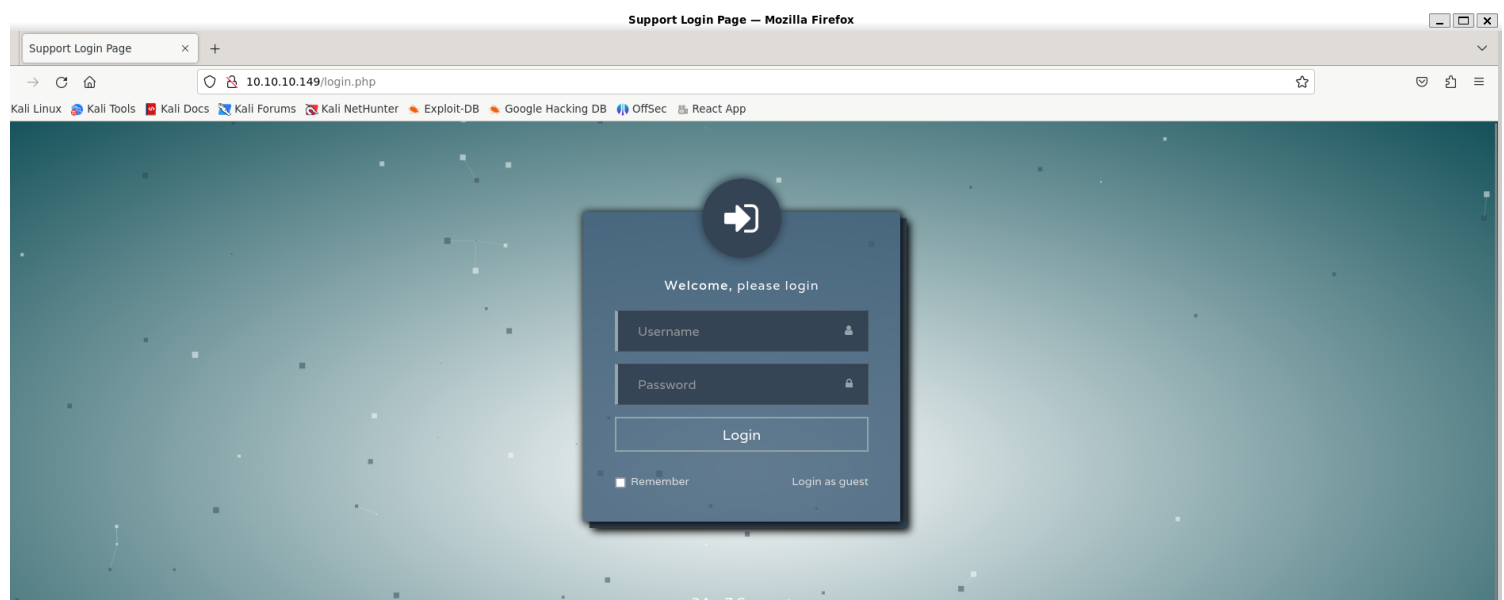 Support Login Page — Mozilla Firefox
Support Login Page
10.10.10.149/login.php
Kali Linux Kali Tools Kali Docs Kali Forums Kali NetHunter Exploit-DB Google Hacking DB OffSec React App
Welcome, please login
Username
Password
Login
Remember Login as guest